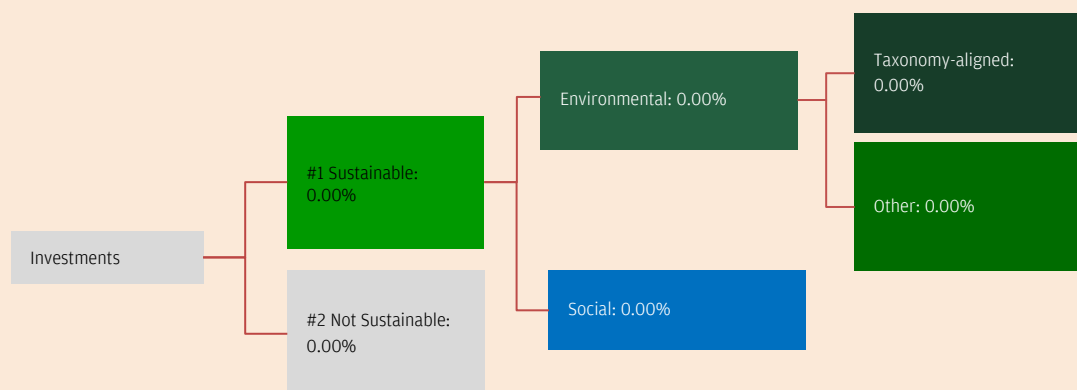 Investments
#1 Sustainable:
0.00%
#2 Not Sustainable:
0.00%
Environmental: 0.00%
Social: 0.00%
Taxonomy-aligned:
0.00%
Other: 0.00%